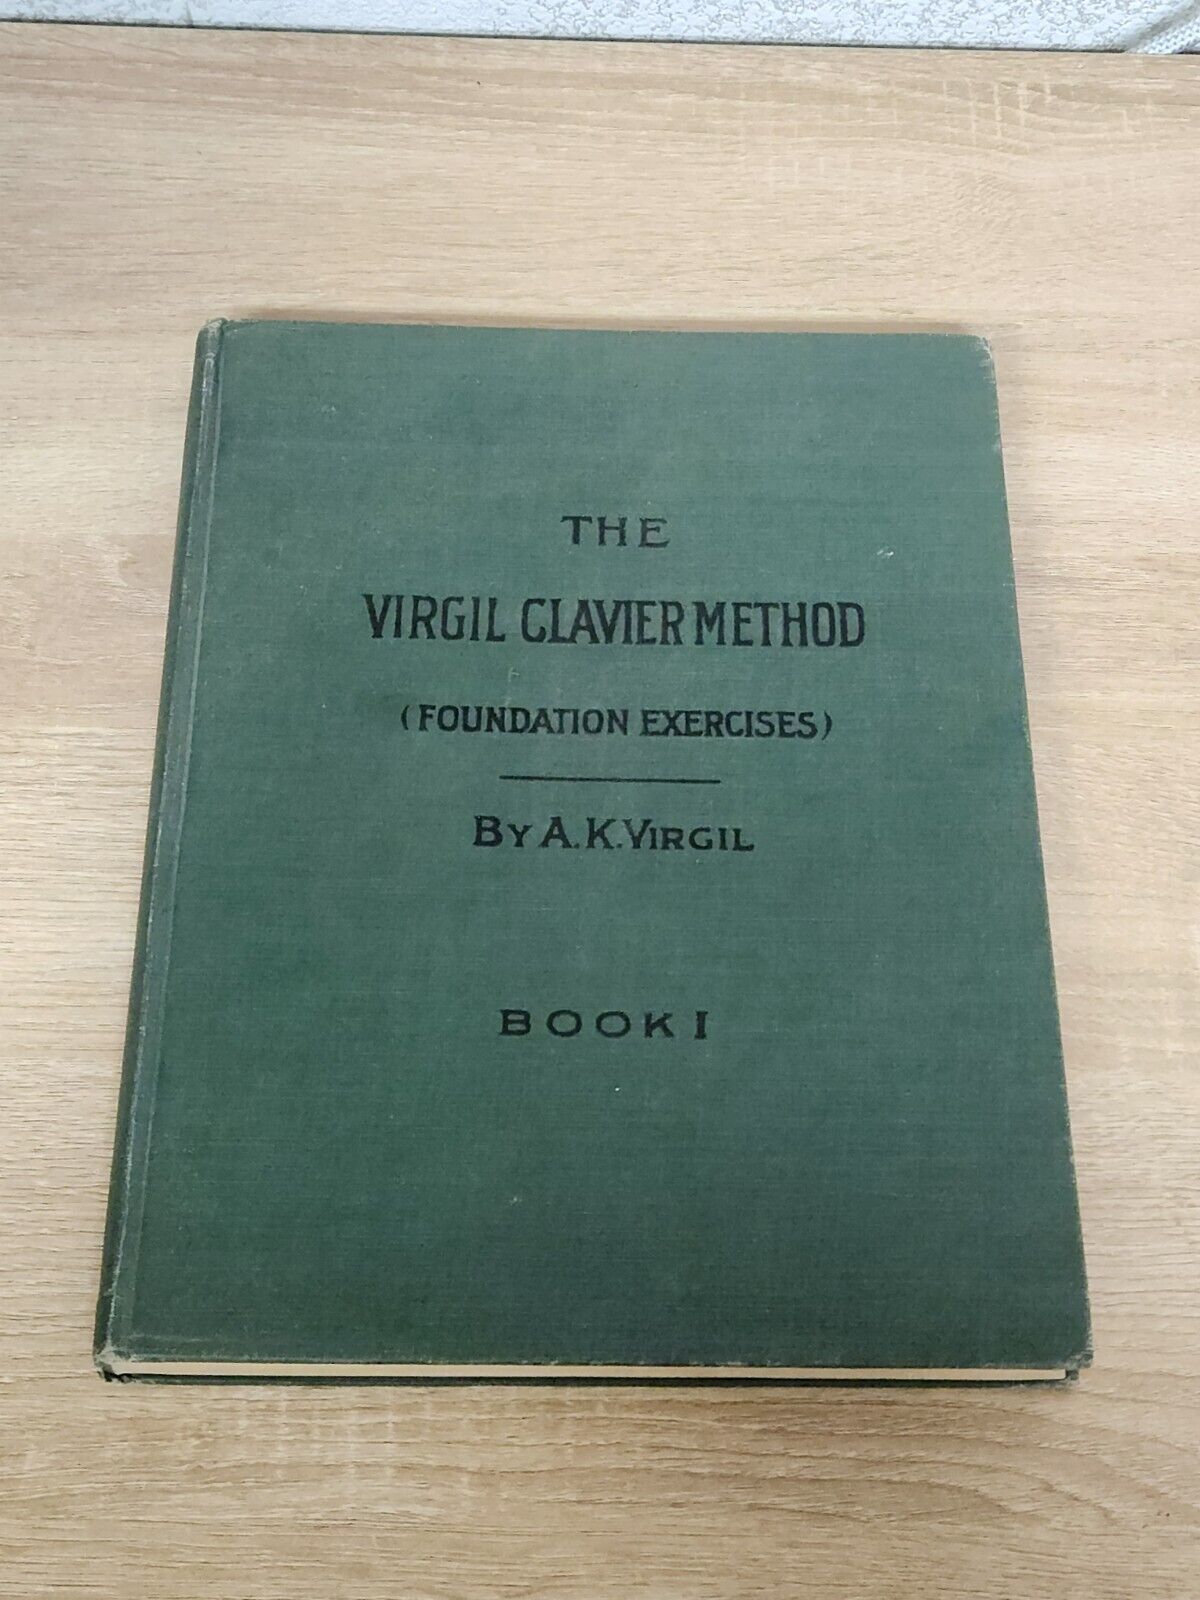 THE
VIRGIL CLAVIER METHOD
(FOUNDATION EXERCISES)
BY A.K.VIRGIL
BOOK I